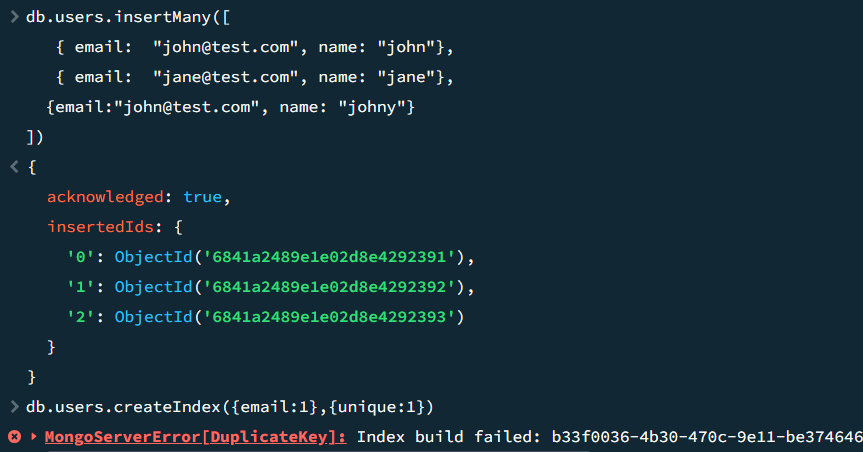 db.users.insertMany([
{ email:  "john@test.com", name: "john"},
{ email:  "jane@test.com", name: "jane"},
{email:"john@test.com", name: "johny"}
])
{
acknowledged: true,
insertedIds: {
'0': ObjectId('6841a2489e1e02d8e4292391'),
'1': ObjectId('6841a2489e1e02d8e4292392'),
'2': ObjectId('6841a2489e1e02d8e4292393')
}
}
db.users.createIndex({email:1},{unique:1})
MongoServerError[DuplicateKey]: Index build failed: b33f0036-4b30-470c-9e11-be374646